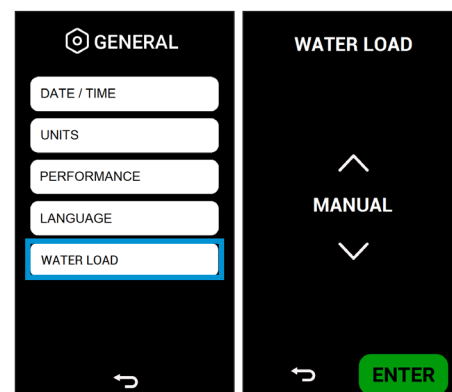 GENERAL
DATE / TIME
UNITS
PERFORMANCE
LANGUAGE
WATER LOAD
WATER LOAD
MANUAL
ENTER